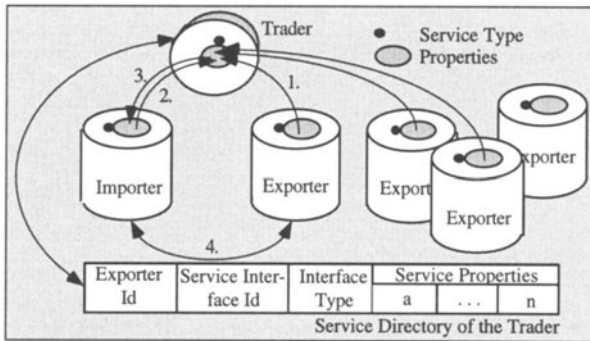 Trader
Service Type
Properties
3.
2.
1.
Importer
Exporter
Export
Exporter
xporter
4.
Exporter Id
Service Inter-
face Id
Interface
Type
Service Properties
a
. . .
n
Service Directory of the Trader